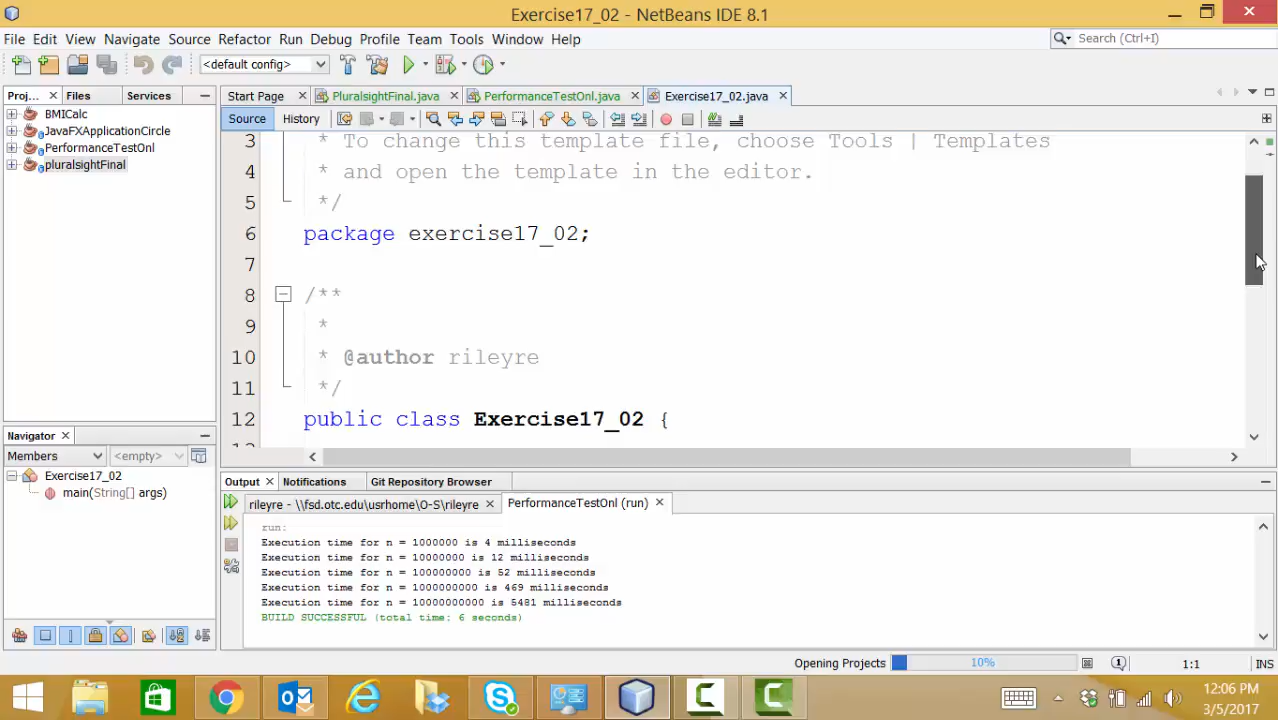 Exercise17_02 - NetBeans IDE 8.1
File Edit View Navigate Source Refactor Run Debug Profile Team Tools Window Help
Search (Ctrl+I)
<default config>
Proj... Files Services
Start Page PluralsightFinal.java PerformanceTestOnl.java Exercise17_02.java
Source History
BMICalc
JavaFXApplicationCircle
PerformanceTestOnl
pluralsightFinal
3 * To change this template file, choose Tools | Templates
4 * and open the template in the editor.
5 */
6 package exercise17_02;
7
8 /**
9 *
10 * @author rileyre
11 */
12 public class Exercise17_02 {
Navigator
Members <empty>
Exercise17_02
main(String[] args)
Output Notifications Git Repository Browser
rileyre - \\fsd.otc.edu\usrhome\O-S\rileyre PerformanceTestOnl (run)
run:
Execution time for n = 1000000 is 4 milliseconds
Execution time for n = 10000000 is 12 milliseconds
Execution time for n = 100000000 is 52 milliseconds
Execution time for n = 1000000000 is 469 milliseconds
Execution time for n = 10000000000 is 5481 milliseconds
BUILD SUCCESSFUL (total time: 6 seconds)
Opening Projects 10% 1:1 INS
12:06 PM
3/5/2017